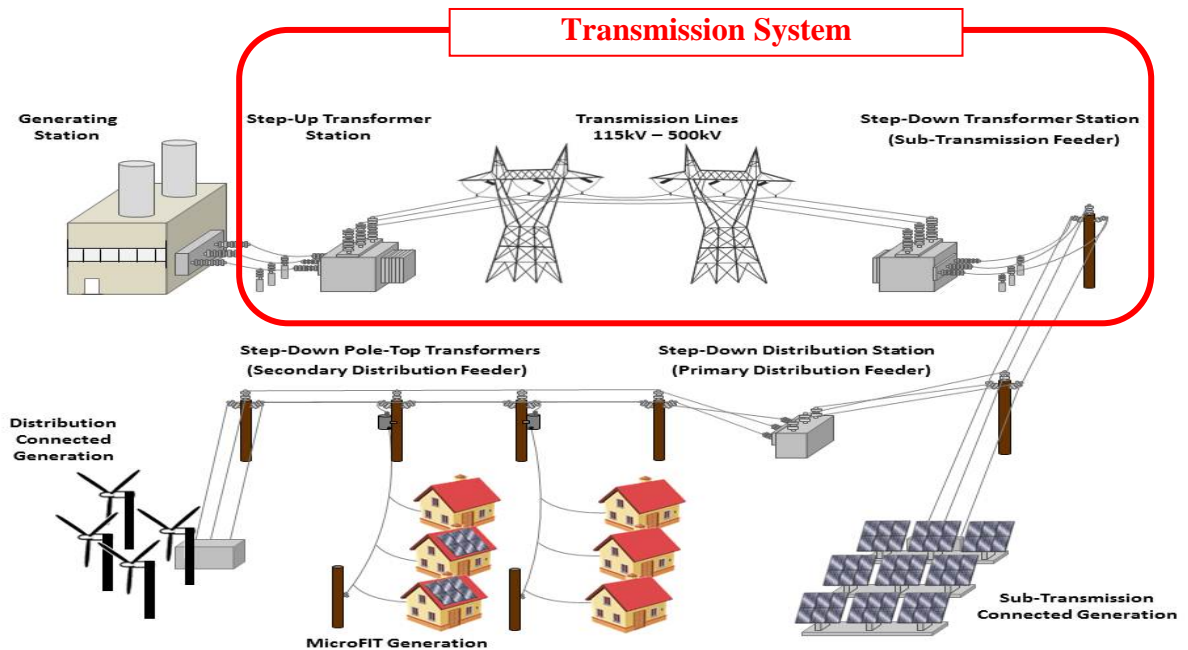 Transmission System
Generating
Station
Step-Up Transformer
Station
Transmission Lines
115kV – 500kV
Step-Down Transformer Station
(Sub-Transmission Feeder)
Step-Down Pole-Top Transformers
(Secondary Distribution Feeder)
Step-Down Distribution Station
(Primary Distribution Feeder)
Distribution
Connected
Generation
MicroFIT Generation
Sub-Transmission
Connected Generation